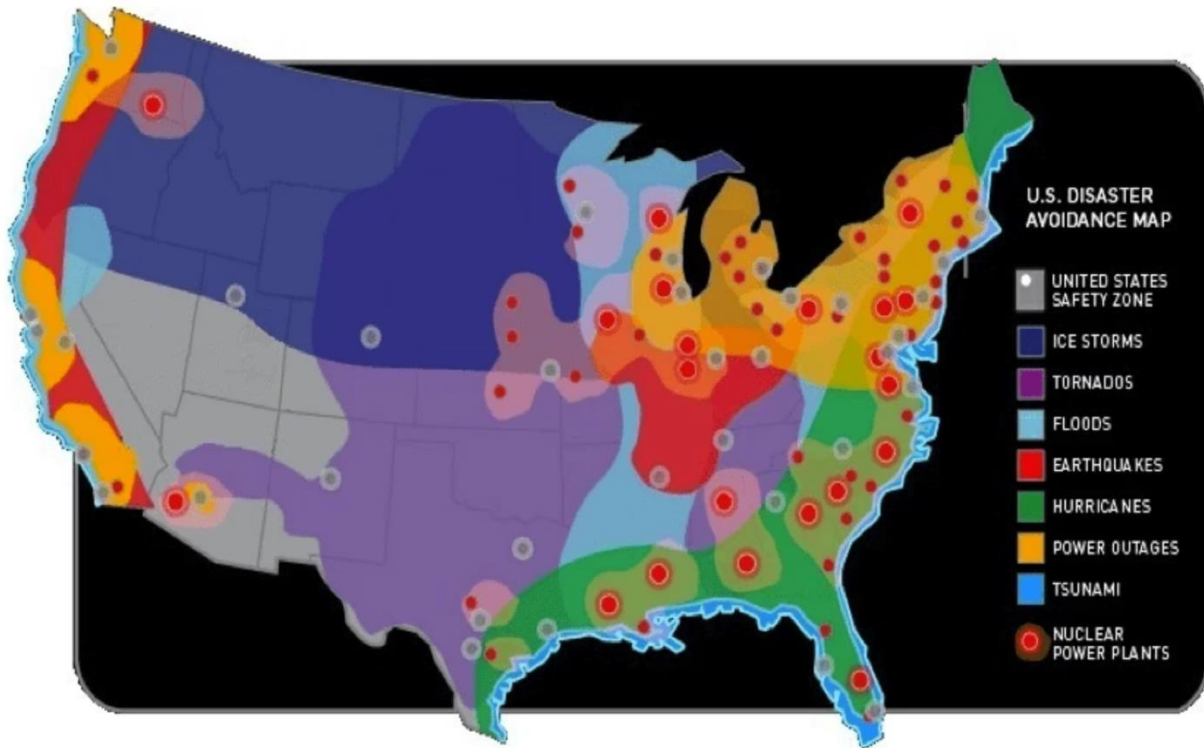 U.S. DISASTER
AVOIDANCE MAP
UNITED STATES
SAFETY ZONE
ICE STORMS
TORNADOS
FLOODS
EARTHQUAKES
HURRICANES
POWER OUTAGES
TSUNAMI
NUCLEAR
POWER PLANTS